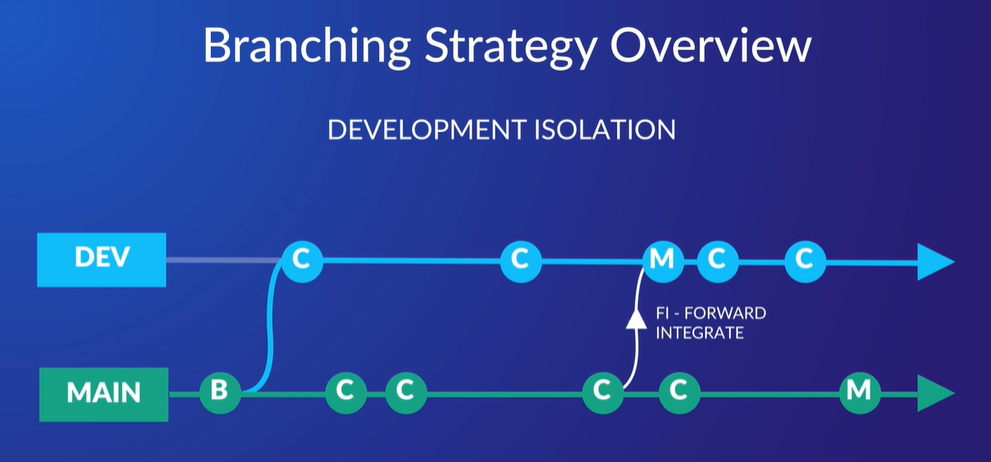 Branching Strategy Overview
DEVELOPMENT ISOLATION
DEV C C M C C
FI - FORWARD
INTEGRATE
MAIN B C C C C M